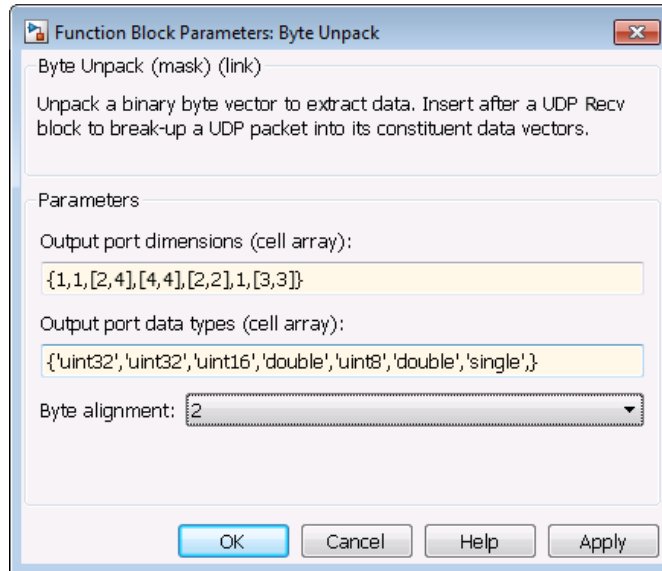 Function Block Parameters: Byte Unpack
Byte Unpack (mask) (link)
Unpack a binary byte vector to extract data. Insert after a UDP Recv
block to break-up a UDP packet into its constituent data vectors.
Parameters
Output port dimensions (cell array):
{1,1,[2,4],[4,4],[2,2],1,[3,3]}
Output port data types (cell array):
{'uint32','uint32','uint16','double','uint8','double','single',}
Byte alignment: 2
OK Cancel Help Apply